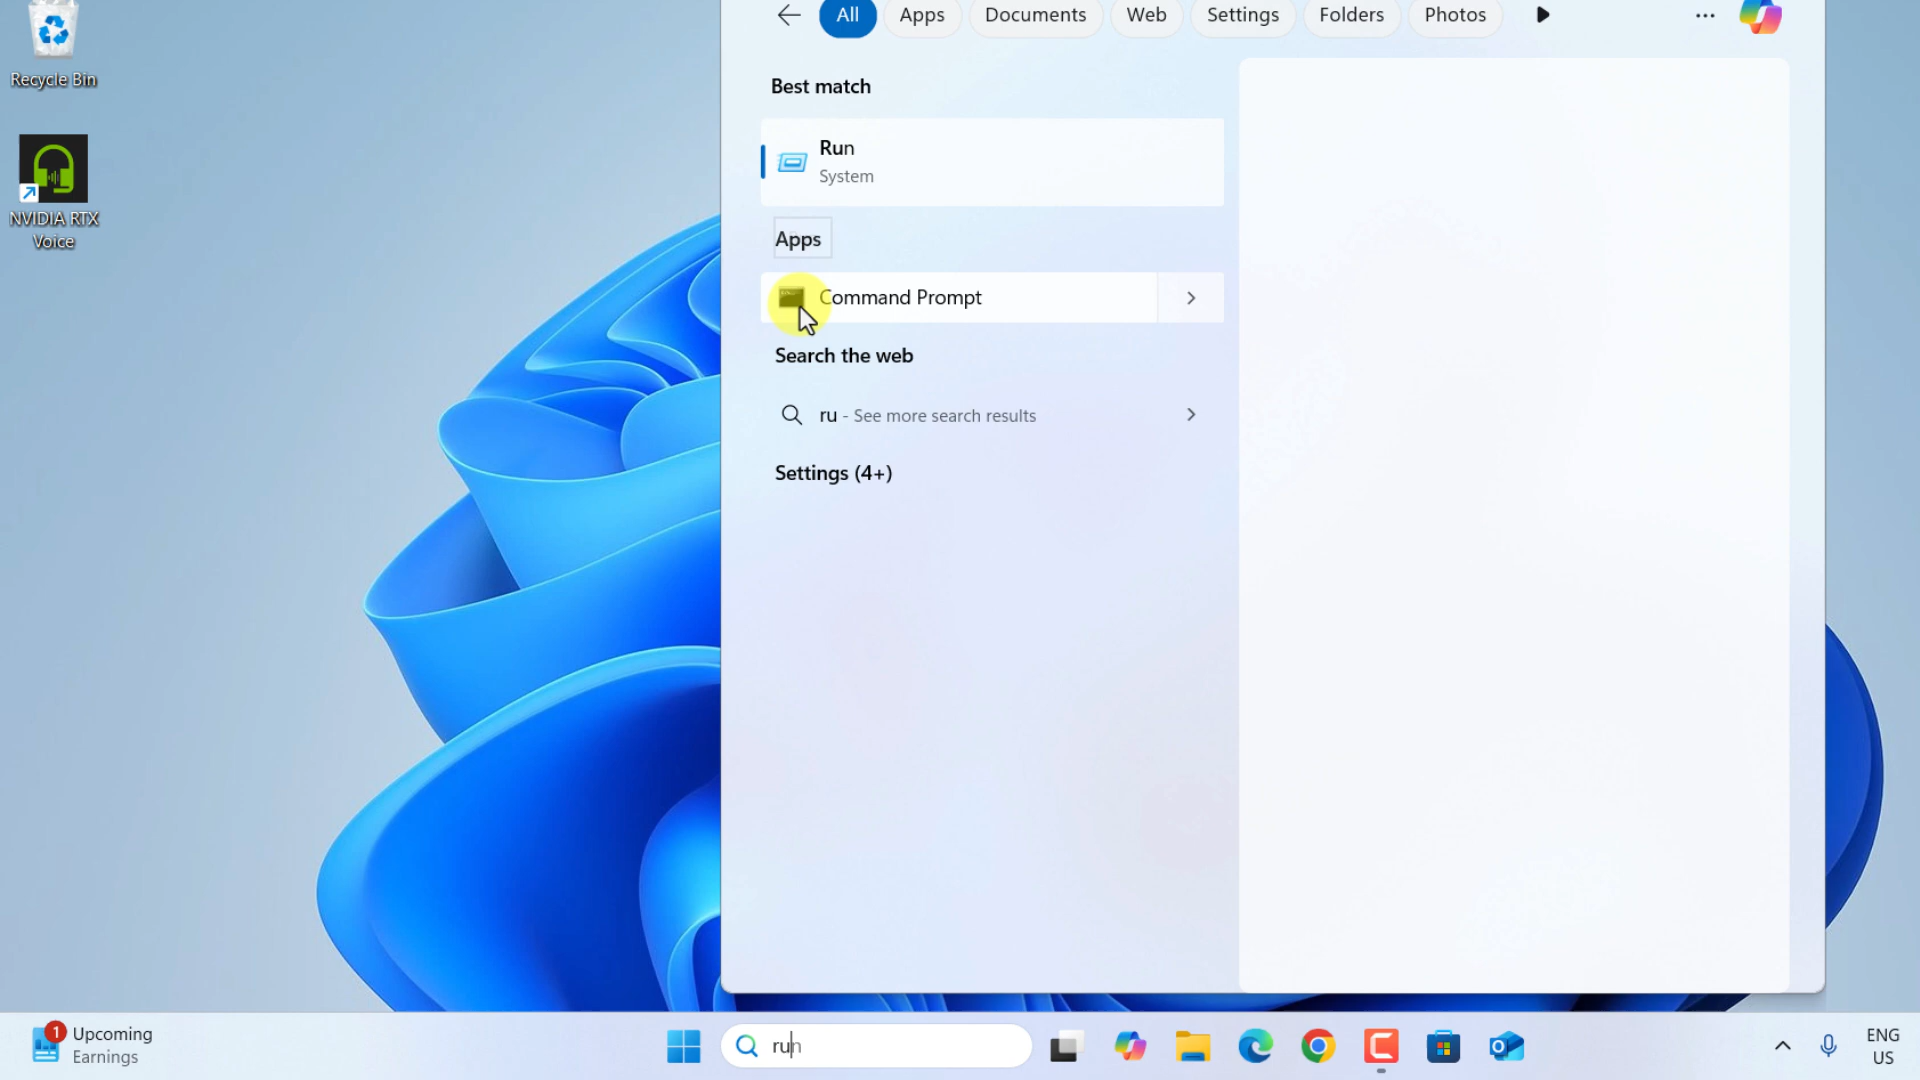 All
Apps
Documents
Web
Settings
Folders
Photos
Recycle Bin
NVIDIA RTX
Voice
Best match
Run
System
Apps
Command Prompt
Search the web
ru - See more search results
Settings (4+)
1
Upcoming
Earnings
run
ENG
US